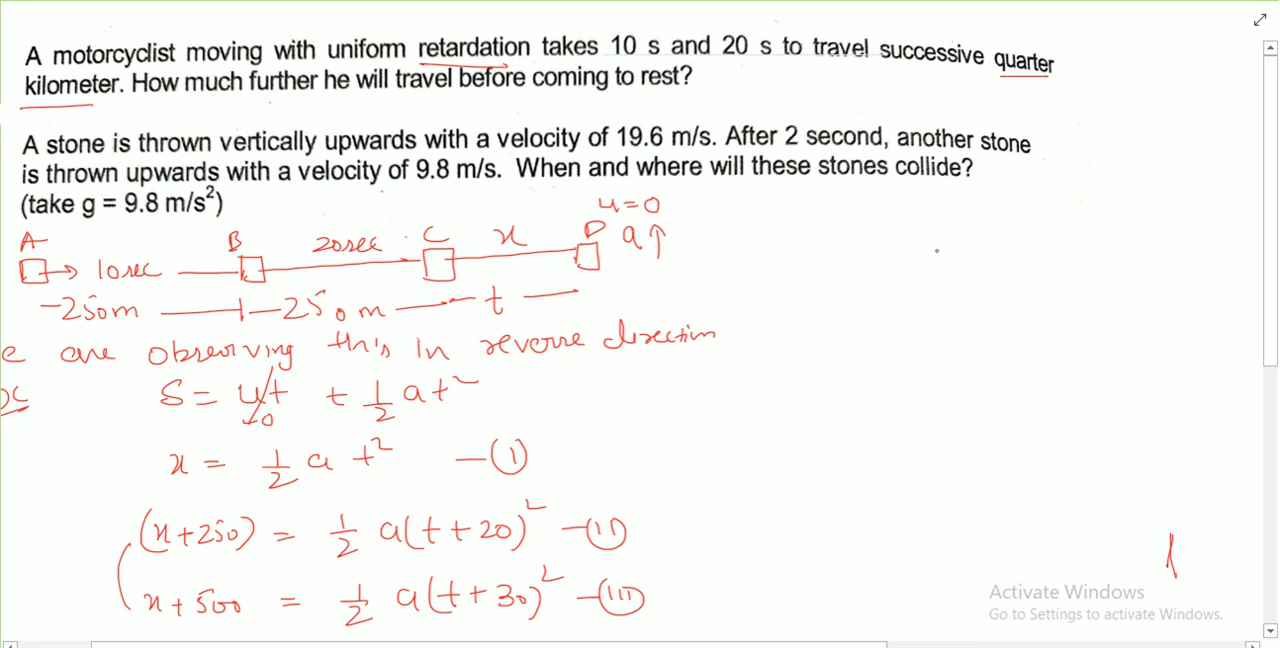 A motorcyclist moving with uniform retardation takes 10 s and 20 s to travel successive quarter
kilometer. How much further he will travel before coming to rest?
A stone is thrown vertically upwards with a velocity of 19.6 m/s. After 2 second, another stone
is thrown upwards with a velocity of 9.8 m/s. When and where will these stones collide?
(take g = 9.8 m/s²)
u=0
A B 20sec C x D a↑
→ 10sec
-250m — 250m — t —
e are observing this in reverse direction
S = ut + 1/2 at²
→0
x = 1/2 a t² —(I)
(x+250) = 1/2 a(t+20)² —(II)
x+500 = 1/2 a(t+30)² —(III)
Activate Windows
Go to Settings to activate Windows.